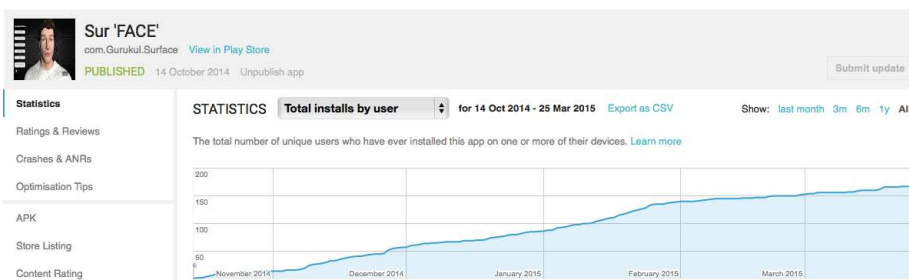 Sur 'FACE'
com.Gurukul.Surface View in Play Store
PUBLISHED 14 October 2014 Unpublish app
Submit update
Statistics
Ratings & Reviews
Crashes & ANRs
Optimisation Tips
APK
Store Listing
Content Rating
STATISTICS Total installs by user for 14 Oct 2014 - 25 Mar 2015 Export as CSV Show: last month 3m 6m 1y Al
The total number of unique users who have ever installed this app on one or more of their devices. Learn more
200
150
100
50
0
November 2014 December 2014 January 2015 February 2015 March 2015